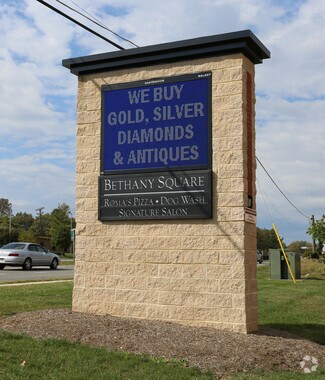 WE BUY
GOLD, SILVER
DIAMONDS
& ANTIQUES
BETHANY SQUARE
ROMA'S PIZZA • DOG WASH
SIGNATURE SALON